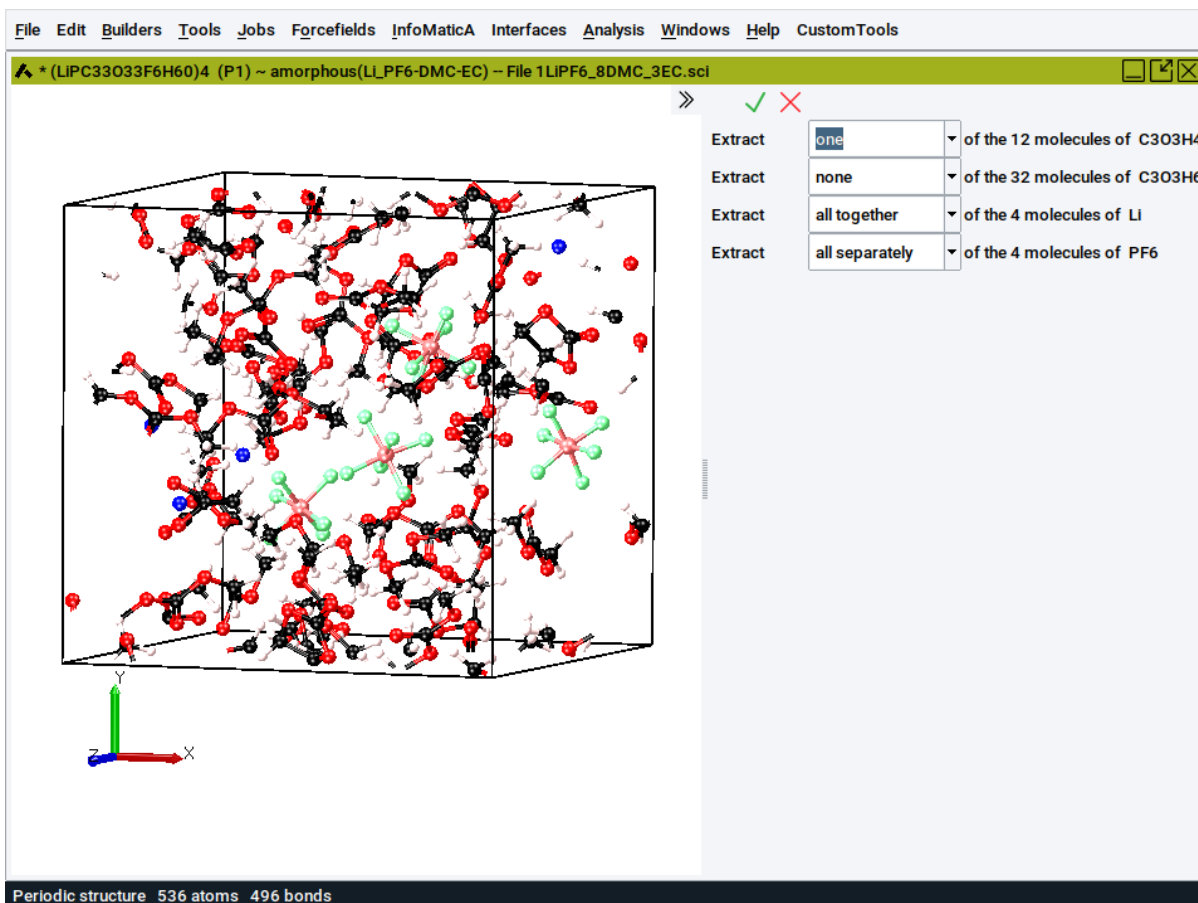 File Edit Builders Tools Jobs Forcefields InfoMaticA Interfaces Analysis Windows Help CustomTools
* (LiPC33O33F6H60)4 (P1) ~ amorphous(Li_PF6-DMC-EC) -- File 1LiPF6_8DMC_3EC.sci
Extract one of the 12 molecules of C3O3H4
Extract none of the 32 molecules of C3O3H6
Extract all together of the 4 molecules of Li
Extract all separately of the 4 molecules of PF6
Y
Z X
Periodic structure 536 atoms 496 bonds